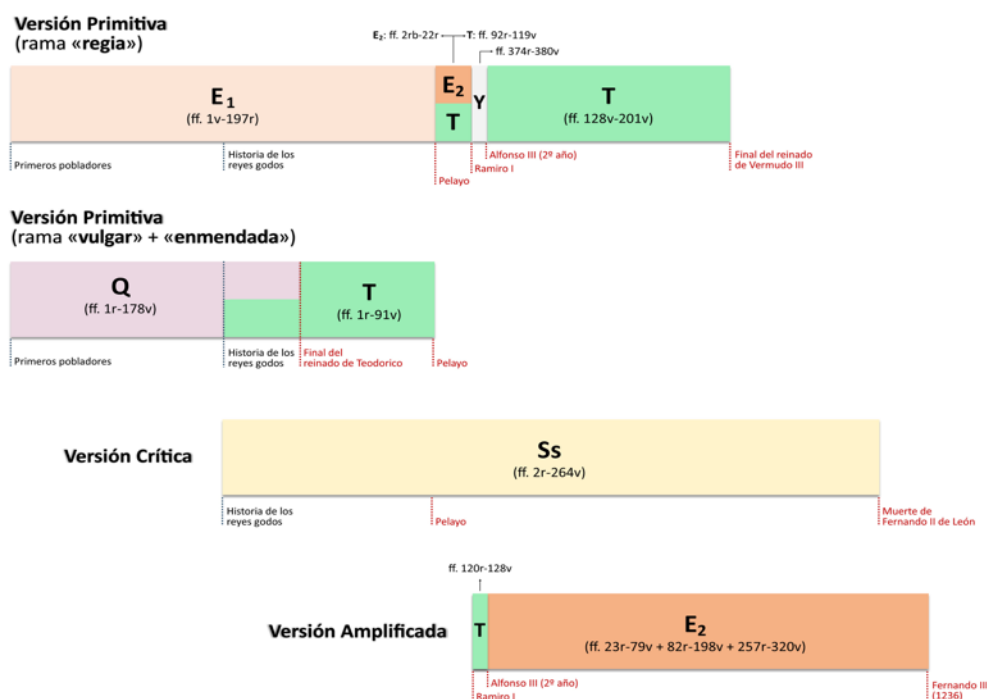 Versión Primitiva
(rama «regia»)
E₂: ff. 2rb-22r
T: ff. 92r-119v
ff. 374r-380v
E₁
(ff. 1v-197r)
E₂
T
Y
T
(ff. 128v-201v)
Primeros pobladores
Historia de los
reyes godos
Pelayo
Ramiro I
Alfonso III (2º año)
Final del reinado
de Vermudo III
Versión Primitiva
(rama «vulgar» + «enmendada»)
Q
(ff. 1r-178v)
T
(ff. 1r-91v)
Primeros pobladores
Historia de los
reyes godos
Final del
reinado de Teodorico
Pelayo
Versión Crítica
Ss
(ff. 2r-264v)
Historia de los
reyes godos
Pelayo
Muerte de
Fernando II de León
ff. 120r-128v
Versión Amplificada
T
E₂
(ff. 23r-79v + 82r-198v + 257r-320v)
Alfonso III (2º año)
Ramiro I
Fernando III
(1236)